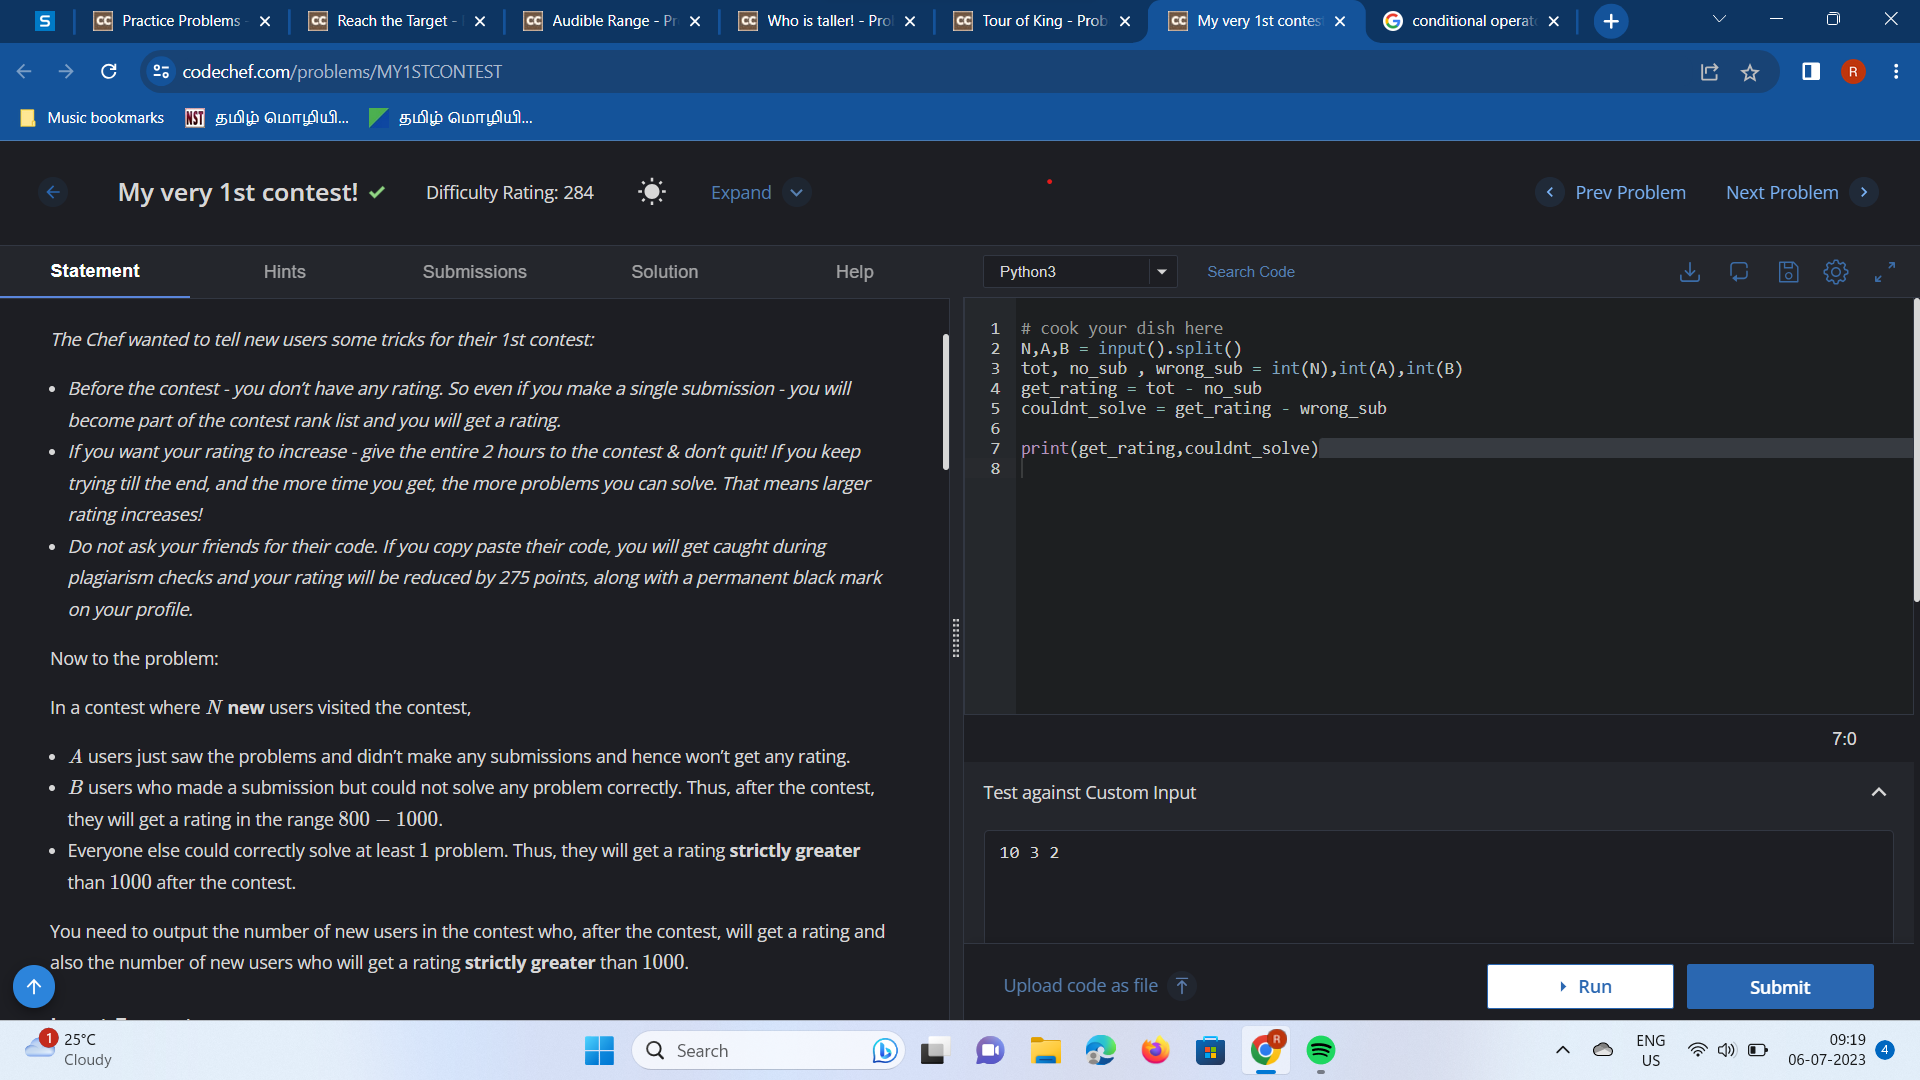 S
CC Practice Problems
CC Reach the Target -
CC Audible Range - Pr
CC Who is taller! - Prol
CC Tour of King - Prob
CC My very 1st contest
G conditional operat
codechef.com/problems/MY1STCONTEST
R
Music bookmarks
NST தமிழ் மொழியி...
தமிழ் மொழியி...
My very 1st contest!
Difficulty Rating: 284
Expand
Prev Problem
Next Problem
Statement
Hints
Submissions
Solution
Help
Python3
Search Code
The Chef wanted to tell new users some tricks for their 1st contest:
• Before the contest - you don’t have any rating. So even if you make a single submission - you will
become part of the contest rank list and you will get a rating.
• If you want your rating to increase - give the entire 2 hours to the contest & don’t quit! If you keep
trying till the end, and the more time you get, the more problems you can solve. That means larger
rating increases!
• Do not ask your friends for their code. If you copy paste their code, you will get caught during
plagiarism checks and your rating will be reduced by 275 points, along with a permanent black mark
on your profile.
Now to the problem:
In a contest where N new users visited the contest,
• A users just saw the problems and didn’t make any submissions and hence won’t get any rating.
• B users who made a submission but could not solve any problem correctly. Thus, after the contest,
they will get a rating in the range 800 − 1000.
• Everyone else could correctly solve at least 1 problem. Thus, they will get a rating strictly greater
than 1000 after the contest.
You need to output the number of new users in the contest who, after the contest, will get a rating and
also the number of new users who will get a rating strictly greater than 1000.
1 # cook your dish here
2 N,A,B = input().split()
3 tot, no_sub , wrong_sub = int(N),int(A),int(B)
4 get_rating = tot - no_sub
5 couldnt_solve = get_rating - wrong_sub
6
7 print(get_rating,couldnt_solve)
8
7:0
Test against Custom Input
10 3 2
Upload code as file
Run
Submit
1
25°C
Cloudy
Search
R
ENG
US
09:19
06-07-2023
4